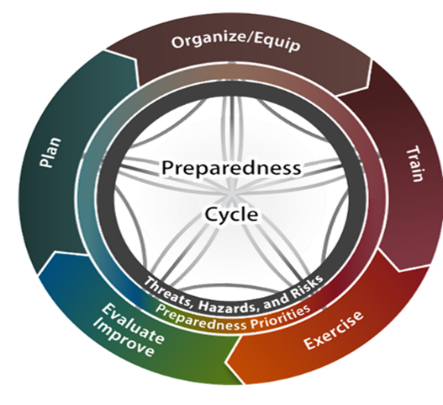 Organize/Equip
Plan
Train
Preparedness
Cycle
Threats, Hazards, and Risks
Preparedness Priorities
Evaluate
Improve
Exercise